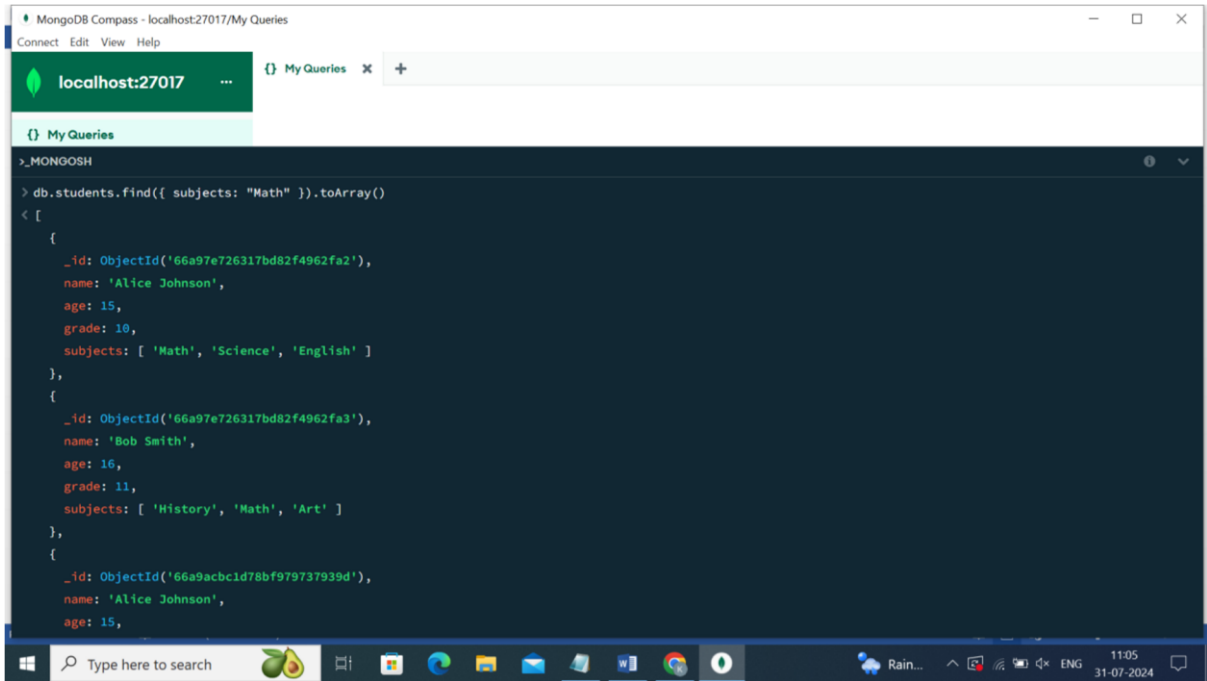 MongoDB Compass - localhost:27017/My Queries
Connect Edit View Help
localhost:27017 ...
{} My Queries
{} My Queries
>_MONGOSH
> db.students.find({ subjects: "Math" }).toArray()
< [
{
_id: ObjectId('66a97e726317bd82f4962fa2'),
name: 'Alice Johnson',
age: 15,
grade: 10,
subjects: [ 'Math', 'Science', 'English' ]
},
{
_id: ObjectId('66a97e726317bd82f4962fa3'),
name: 'Bob Smith',
age: 16,
grade: 11,
subjects: [ 'History', 'Math', 'Art' ]
},
{
_id: ObjectId('66a9acbc1d78bf979737939d'),
name: 'Alice Johnson',
age: 15,
Type here to search
Rain...
ENG
11:05
31-07-2024